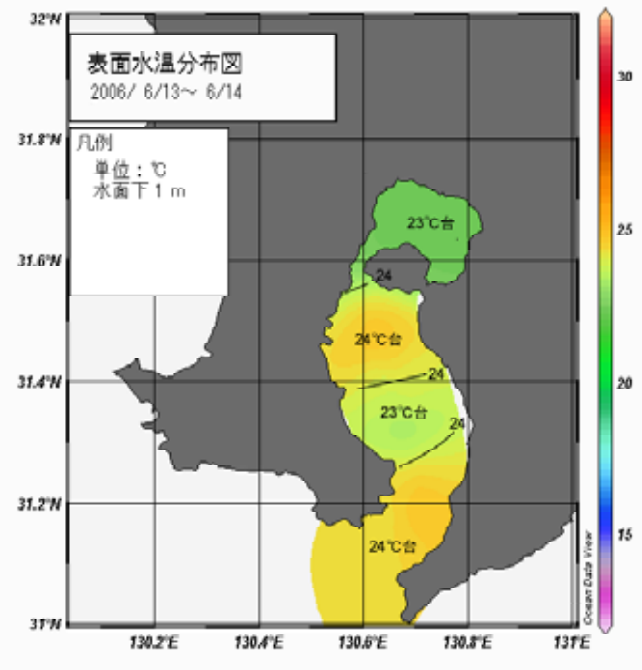 表面水温分布図
2006/ 6/13～ 6/14
凡例
単位：℃
水面下1m
32°N
31.8°N
31.6°N
31.4°N
31.2°N
31°N
23℃台
24
24℃台
24
23℃台
24
24℃台
130.2°E
130.4°E
130.6°E
130.8°E
131°E
30
25
20
15
Ocean Data View